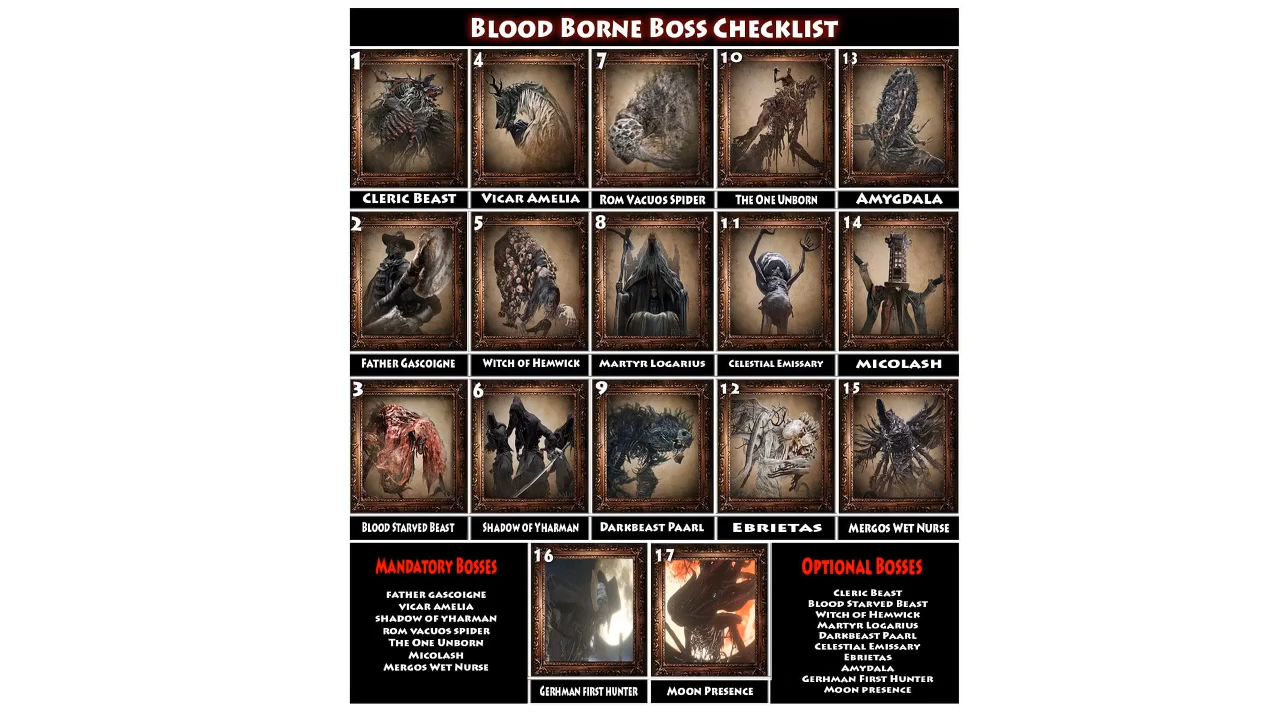 Blood Borne Boss Checklist
1
4
7
10
13
Cleric Beast
Vicar Amelia
Rom Vacuos Spider
The One Unborn
Amygdala
2
5
8
11
14
Father Gascoigne
Witch of Hemwick
Martyr Logarius
Celestial Emissary
Micolash
3
6
9
12
15
Blood Starved Beast
Shadow of Yharman
Darkbeast Paarl
Ebrietas
Mergos Wet Nurse
Mandatory Bosses
father gascoigne
vicar amelia
shadow of yharman
rom vacuos spider
The One Unborn
Micolash
Mergos Wet Nurse
16
17
Gerhman first hunter
Moon Presence
Optional Bosses
Cleric Beast
Blood Starved Beast
Witch of Hemwick
Martyr Logarius
Darkbeast Paarl
Celestial Emissary
Ebrietas
Amydala
Gerhman First Hunter
Moon presence